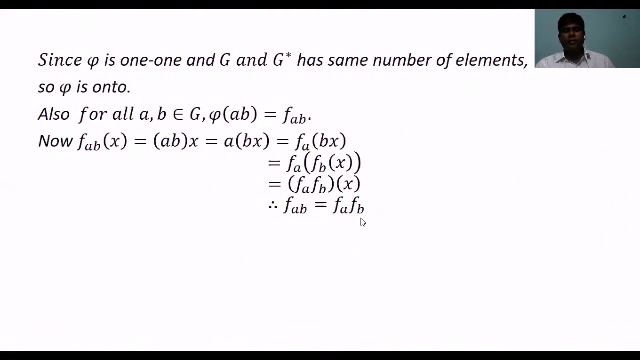 Since φ is one-one and G and G* has same number of elements,
so φ is onto.
Also for all a, b ∈ G, φ(ab) = f_ab.
Now f_ab(x) = (ab)x = a(bx) = f_a(bx)
= f_a(f_b(x))
= (f_a f_b)(x)
∴ f_ab = f_a f_b